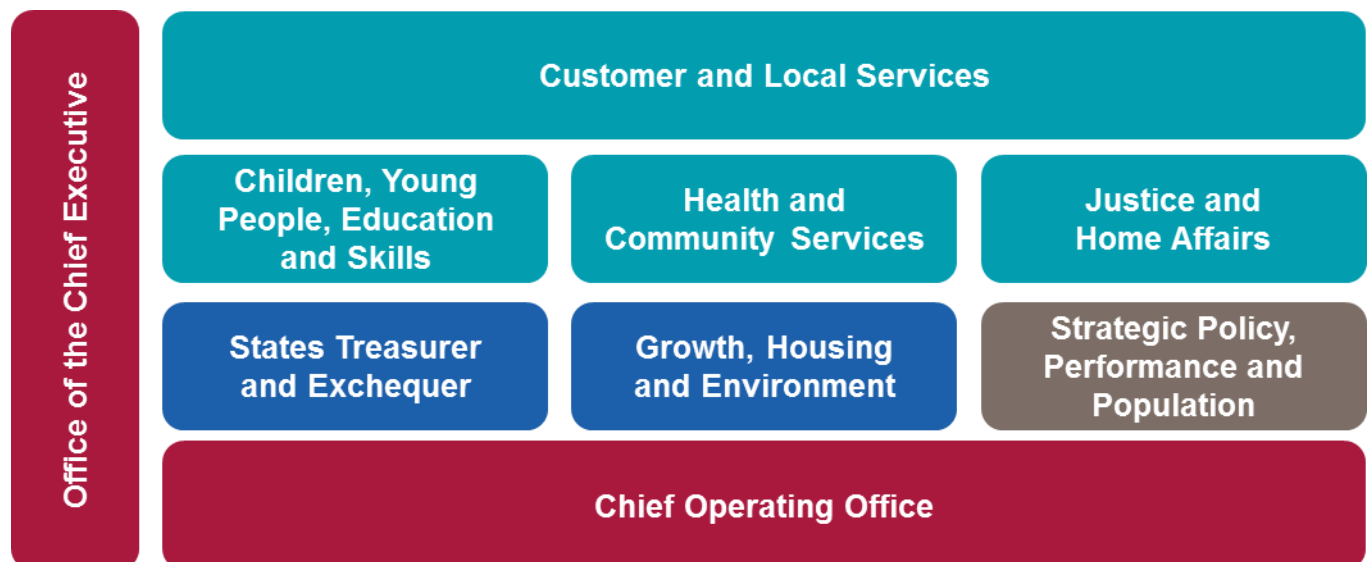 Office of the Chief Executive
Customer and Local Services
Children, Young
People, Education
and Skills
Health and
Community Services
Justice and
Home Affairs
States Treasurer
and Exchequer
Growth, Housing
and Environment
Strategic Policy,
Performance and
Population
Chief Operating Office